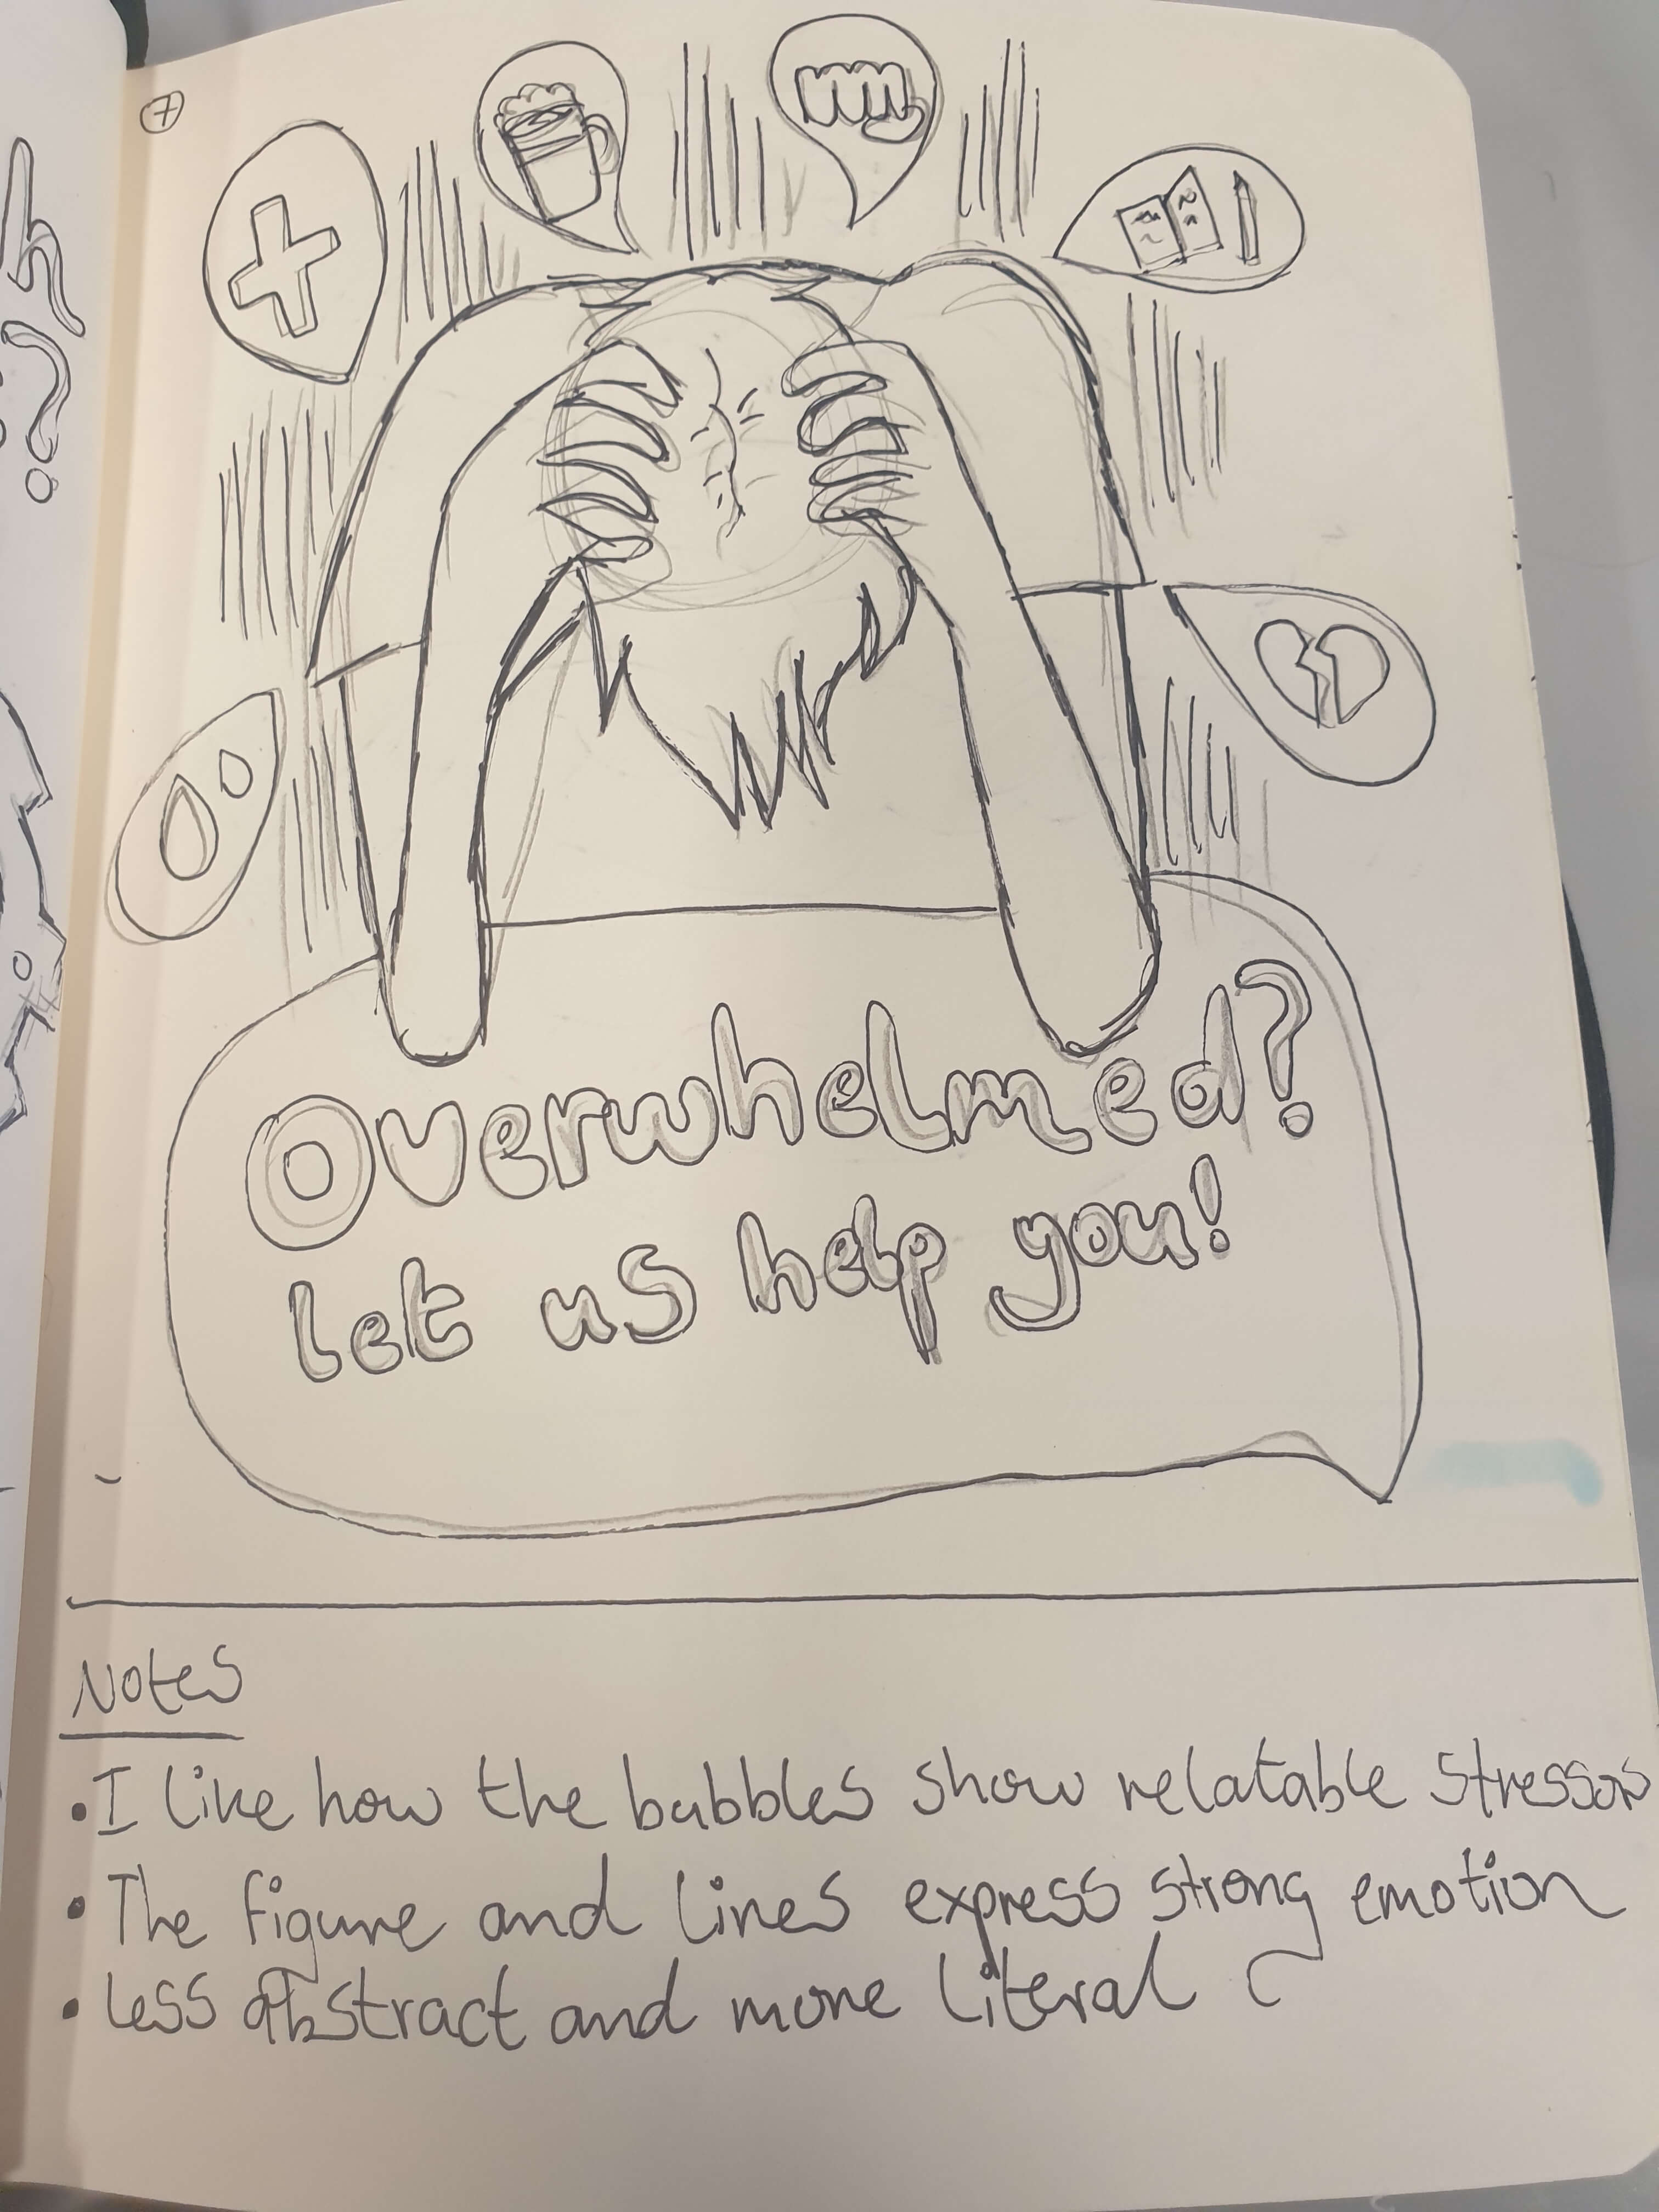 7
Overwhelmed?
let us help you!
Notes
• I like how the bubbles show relatable stressors
• The figure and lines express strong emotion
• less abstract and more literal